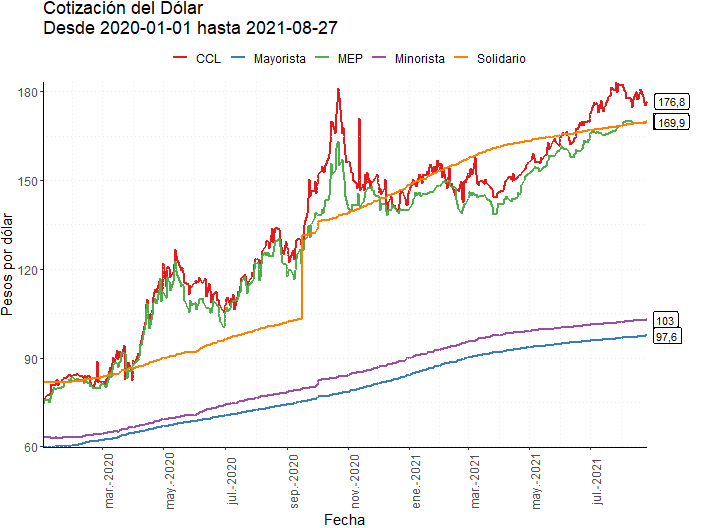 Cotización del Dólar
Desde 2020-01-01 hasta 2021-08-27
CCL Mayorista MEP Minorista Solidario
180
150
120
90
60
Pesos por dólar
176,8
169,9
103
97,6
mar.-2020
may.-2020
jul.-2020
sep.-2020
nov.-2020
ene.-2021
mar.-2021
may.-2021
jul.-2021
Fecha